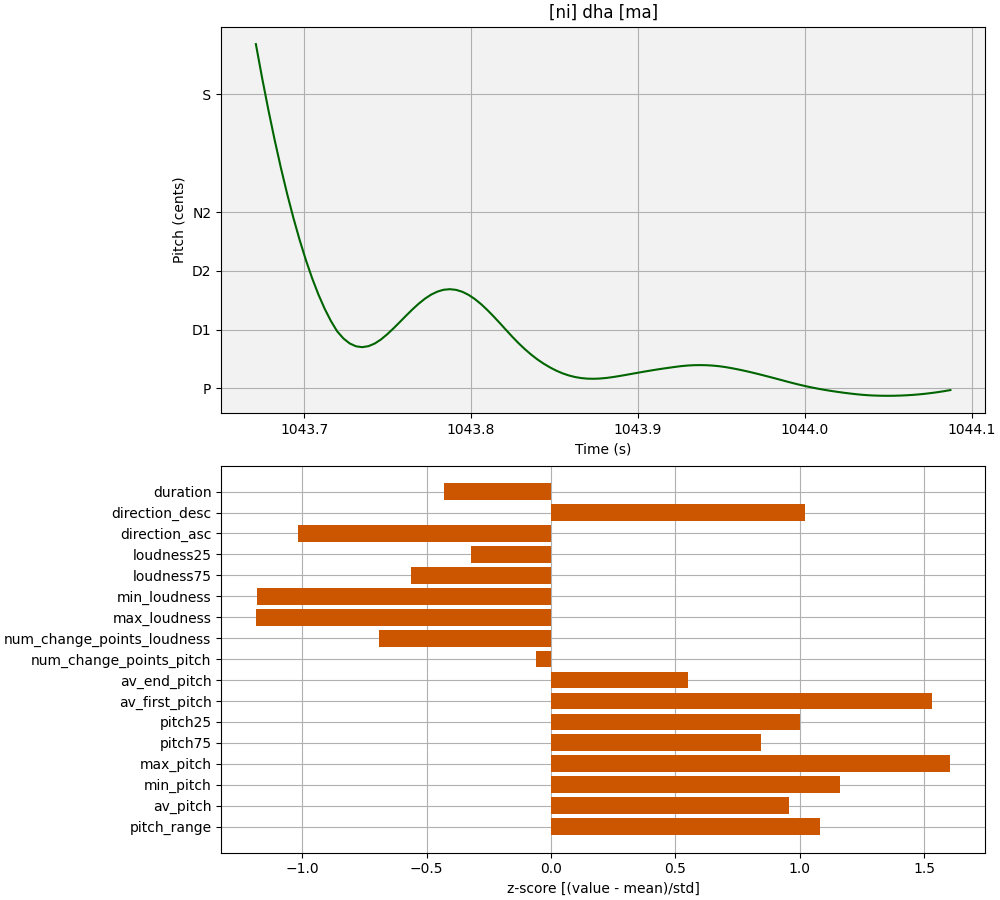 [ni] dha [ma]
Pitch (cents)
S
N2
D2
D1
P
1043.7 1043.8 1043.9 1044.0 1044.1
Time (s)
duration
direction_desc
direction_asc
loudness25
loudness75
min_loudness
max_loudness
num_change_points_loudness
num_change_points_pitch
av_end_pitch
av_first_pitch
pitch25
pitch75
max_pitch
min_pitch
av_pitch
pitch_range
−1.0 −0.5 0.0 0.5 1.0 1.5
z-score [(value - mean)/std]